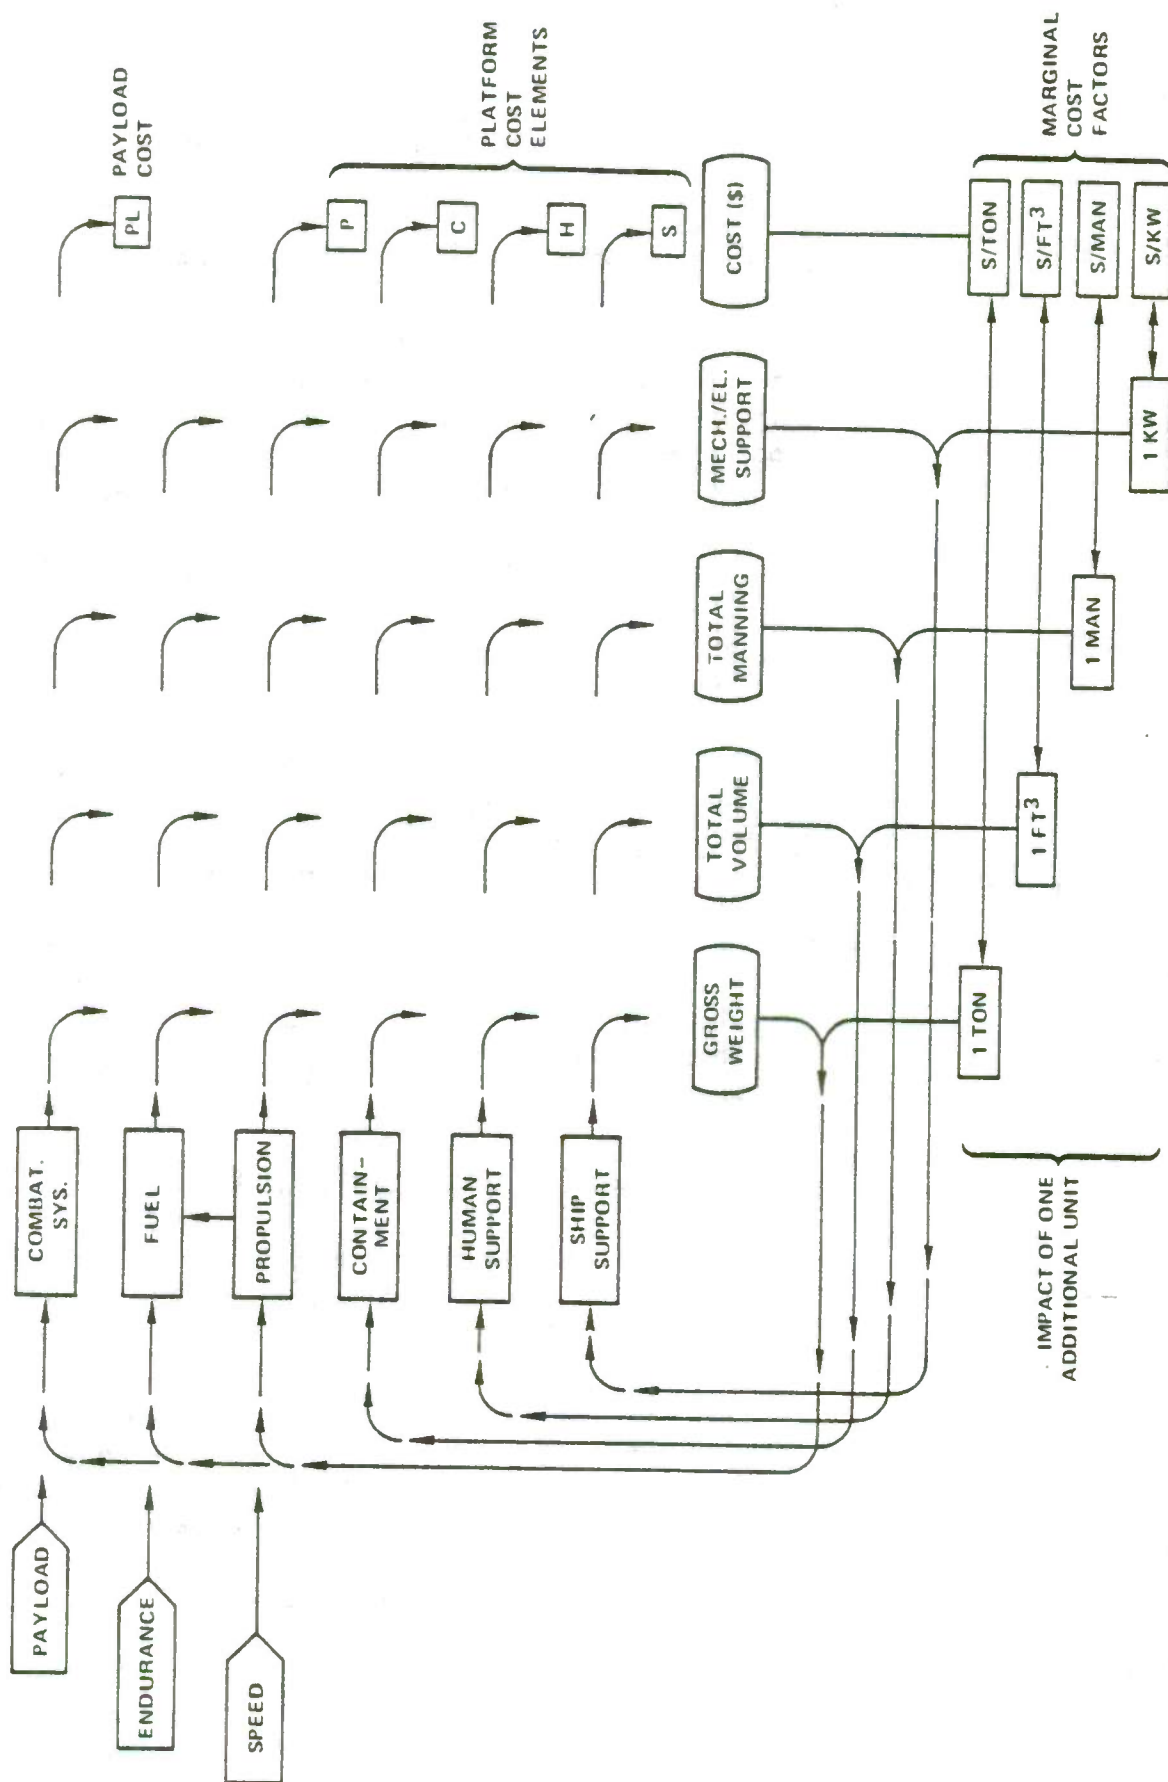 PAYLOAD
ENDURANCE
SPEED
COMBAT.
SYS.
FUEL
PROPULSION
CONTAIN-
MENT
HUMAN
SUPPORT
SHIP
SUPPORT
GROSS
WEIGHT
TOTAL
VOLUME
TOTAL
MANNING
MECH./EL.
SUPPORT
COST ($)
PL
PAYLOAD
COST
P
C
H
S
PLATFORM
COST
ELEMENTS
IMPACT OF ONE
ADDITIONAL UNIT
1 TON
1 FT³
1 MAN
1 KW
S/TON
S/FT³
S/MAN
S/KW
MARGINAL
COST
FACTORS